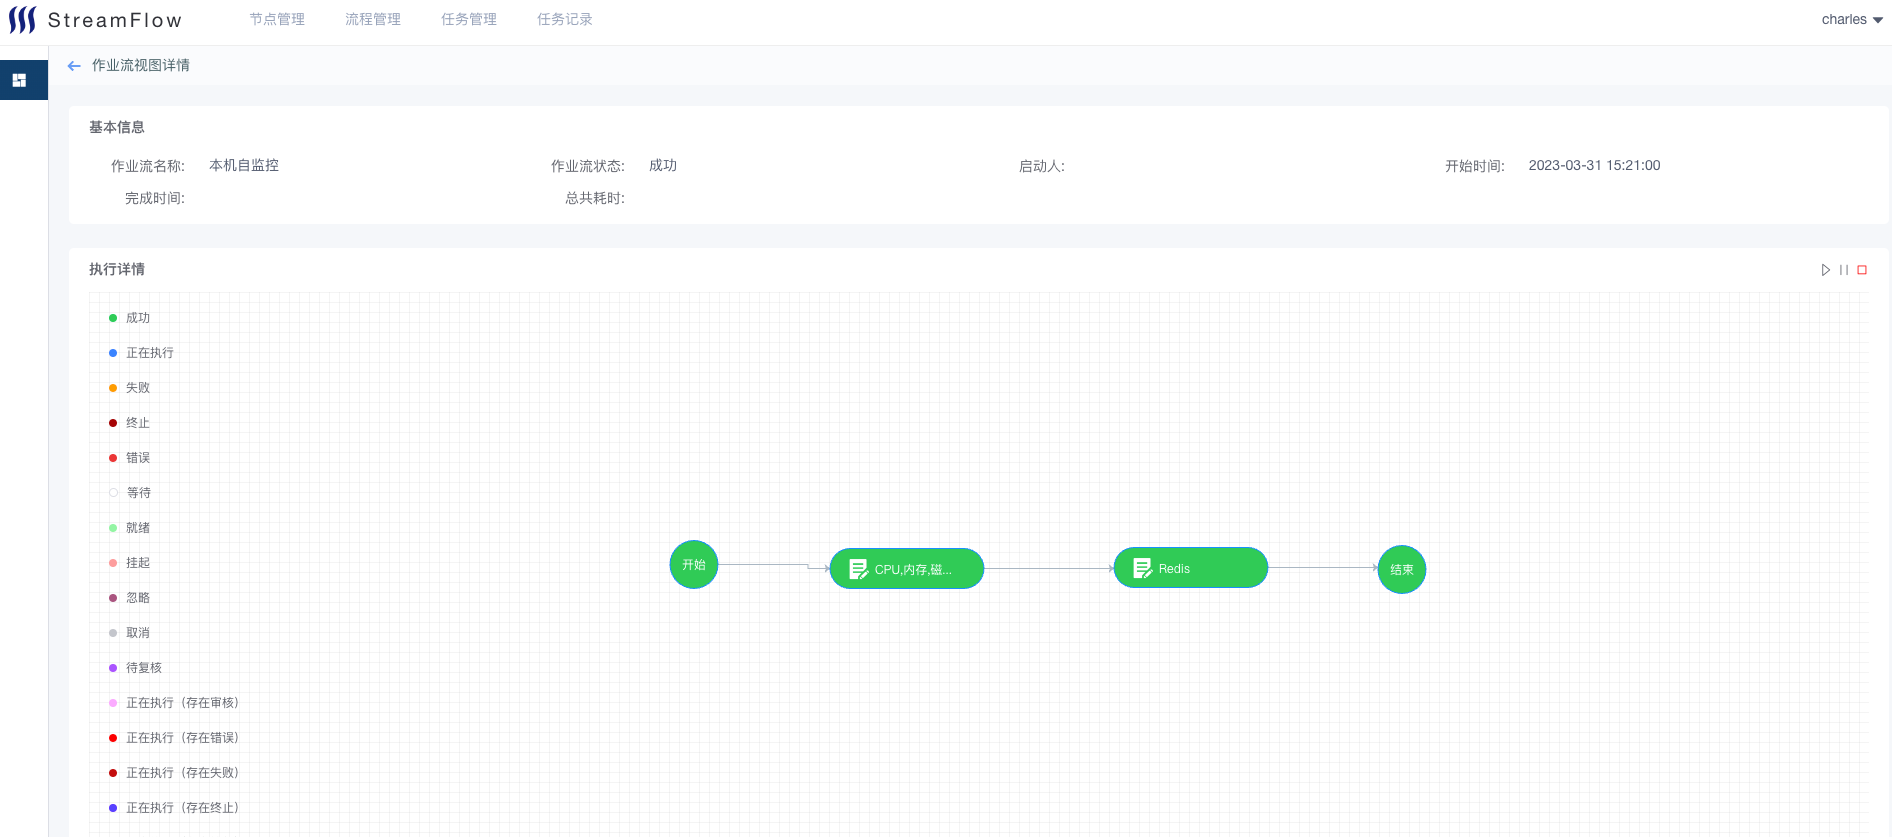 StreamFlow 节点管理 流程管理 任务管理 任务记录 charles
作业流视图详情
基本信息
作业流名称: 本机自监控 作业流状态: 成功 启动人: 开始时间: 2023-03-31 15:21:00
完成时间: 总共耗时:
执行详情
成功
正在执行
失败
终止
错误
等待
就绪
挂起
忽略
取消
待复核
正在执行（存在审核）
正在执行（存在错误）
正在执行（存在失败）
正在执行（存在终止）
开始 CPU,内存,磁... Redis 结束